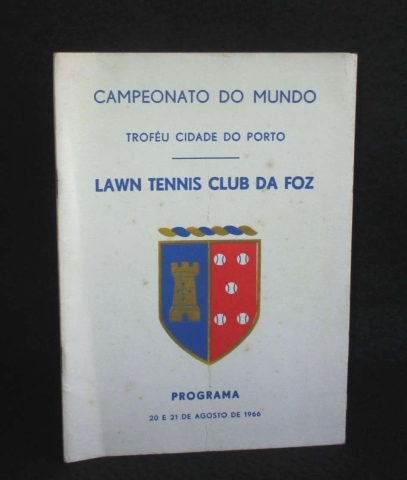 CAMPEONATO DO MUNDO
TROFÉU CIDADE DO PORTO
LAWN TENNIS CLUB DA FOZ
PROGRAMA
20 E 21 DE AGOSTO DE 1966